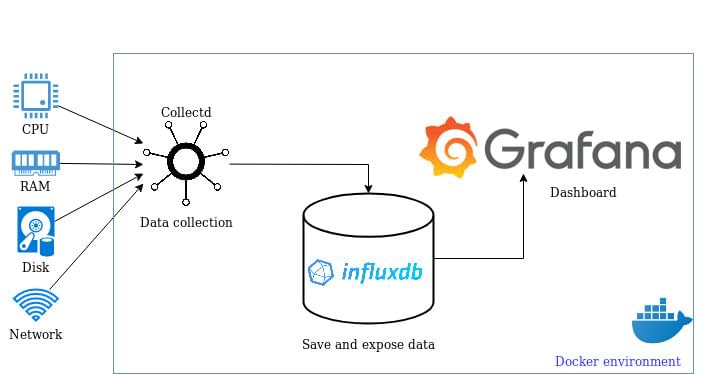 CPU
RAM
Disk
Network
Collectd
Data collection
influxdb
Save and expose data
Grafana
Dashboard
Docker environment